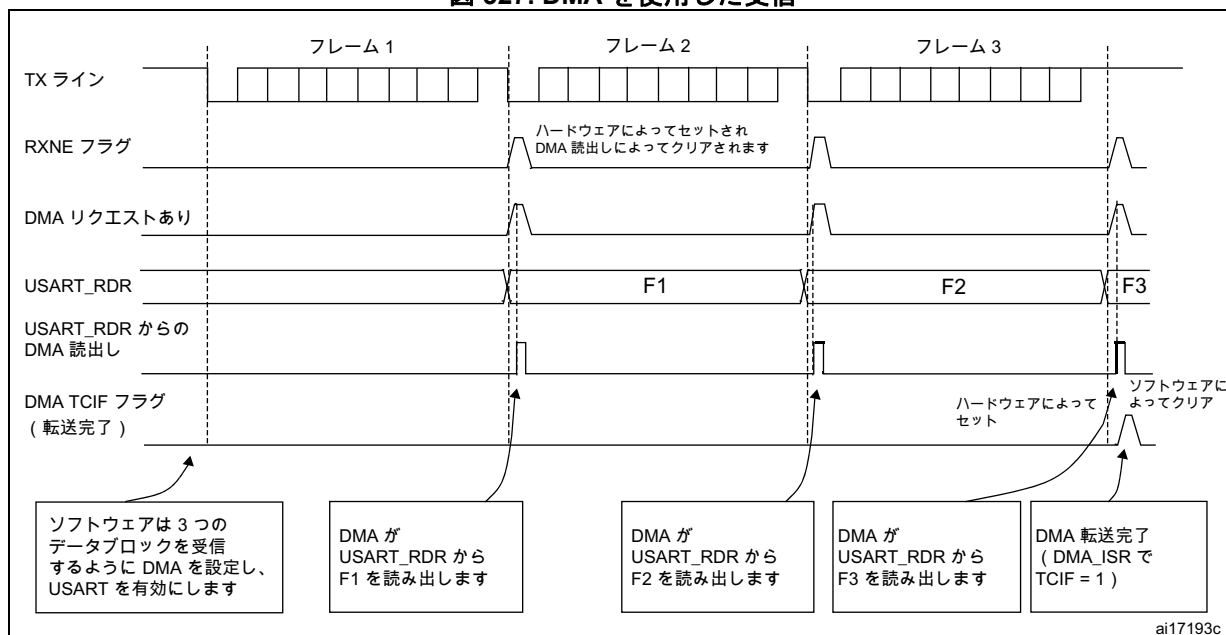 図 327. DMA を使用した受信
フレーム 1
フレーム 2
フレーム 3
TX ライン
RXNE フラグ
ハードウェアによってセットされ
DMA 読出しによってクリアされます
DMA リクエストあり
USART_RDR
F1
F2
F3
USART_RDR からの
DMA 読出し
DMA TCIF フラグ
(転送完了)
ハードウェアによって
セット
ソフトウェアに
よってクリア
ソフトウェアは 3 つの
データブロックを受信
するように DMA を設定し、
USART を有効にします
DMA が
USART_RDR から
F1 を読み出します
DMA が
USART_RDR から
F2 を読み出します
DMA が
USART_RDR から
F3 を読み出します
DMA 転送完了
(DMA_ISR で
TCIF = 1)
ai17193c